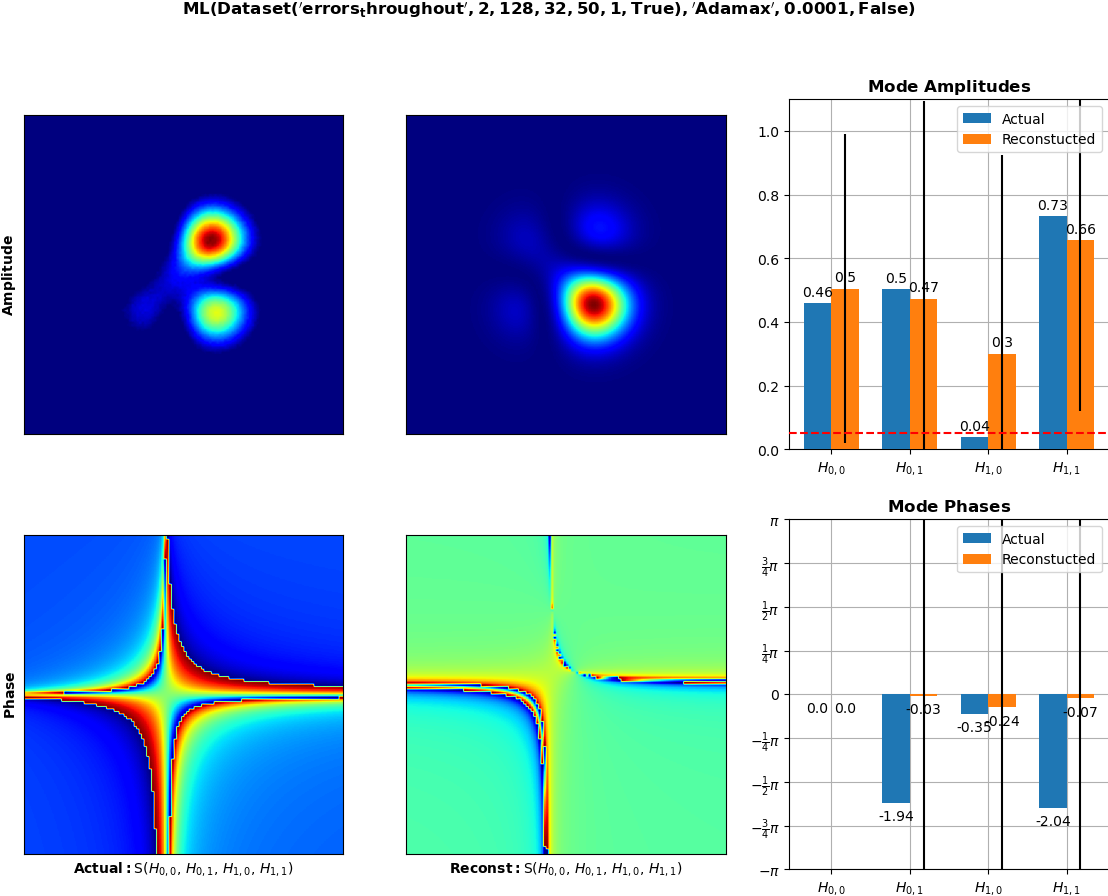 ML(Dataset('errors_throughout', 2, 128, 32, 50, 1, True), 'Adamax', 0.0001, False)
Amplitude
Mode Amplitudes
Actual
Reconstucted
1.0
0.8
0.6
0.4
0.2
0.0
0.46
0.5
0.5
0.47
0.04
0.3
0.73
0.66
H0,0
H0,1
H1,0
H1,1
Phase
Actual: S(H0,0, H0,1, H1,0, H1,1)
Reconst: S(H0,0, H0,1, H1,0, H1,1)
Mode Phases
Actual
Reconstucted
π
3/4π
1/2π
1/4π
0
−1/4π
−1/2π
−3/4π
−π
0.0
0.0
-1.94
-0.03
-0.35
-0.24
-2.04
-0.07
H0,0
H0,1
H1,0
H1,1